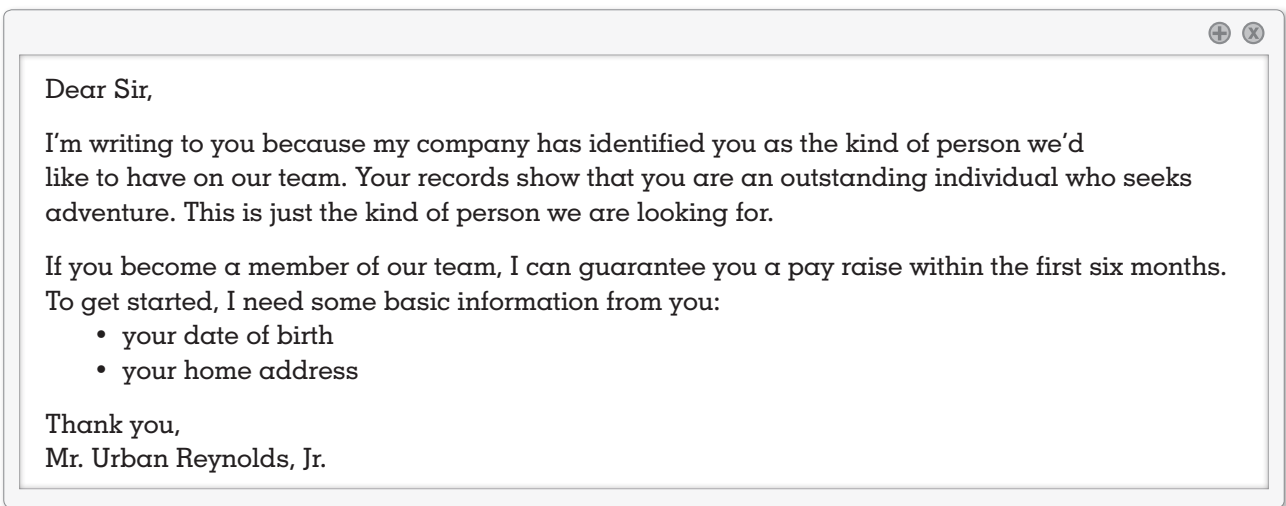 Dear Sir,
I’m writing to you because my company has identified you as the kind of person we’d
like to have on our team. Your records show that you are an outstanding individual who seeks
adventure. This is just the kind of person we are looking for.
If you become a member of our team, I can guarantee you a pay raise within the first six months.
To get started, I need some basic information from you:
• your date of birth
• your home address
Thank you,
Mr. Urban Reynolds, Jr.